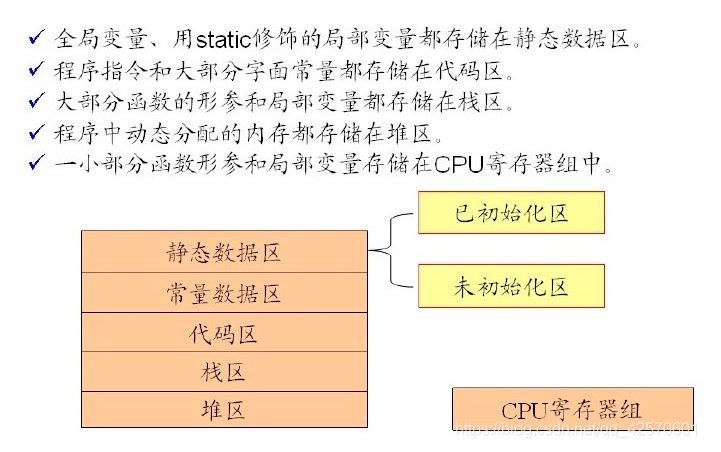 ✓ 全局变量、用static修饰的局部变量都存储在静态数据区。
✓ 程序指令和大部分字面常量都存储在代码区。
✓ 大部分函数的形参和局部变量都存储在栈区。
✓ 程序中动态分配的内存都存储在堆区。
✓ 一小部分函数形参和局部变量存储在CPU寄存器组中。
已初始化区
静态数据区
未初始化区
常量数据区
代码区
栈区
堆区
CPU寄存器组
https://blog.csdn.net/qq_42570601